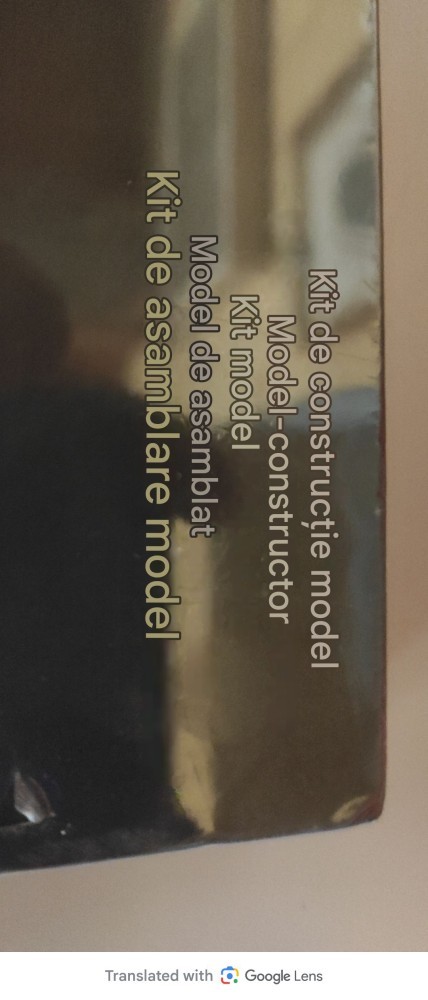 Kit de construcție model
Model-constructor
Kit model
Model de asamblat
Kit de asamblare model
Translated with Google Lens